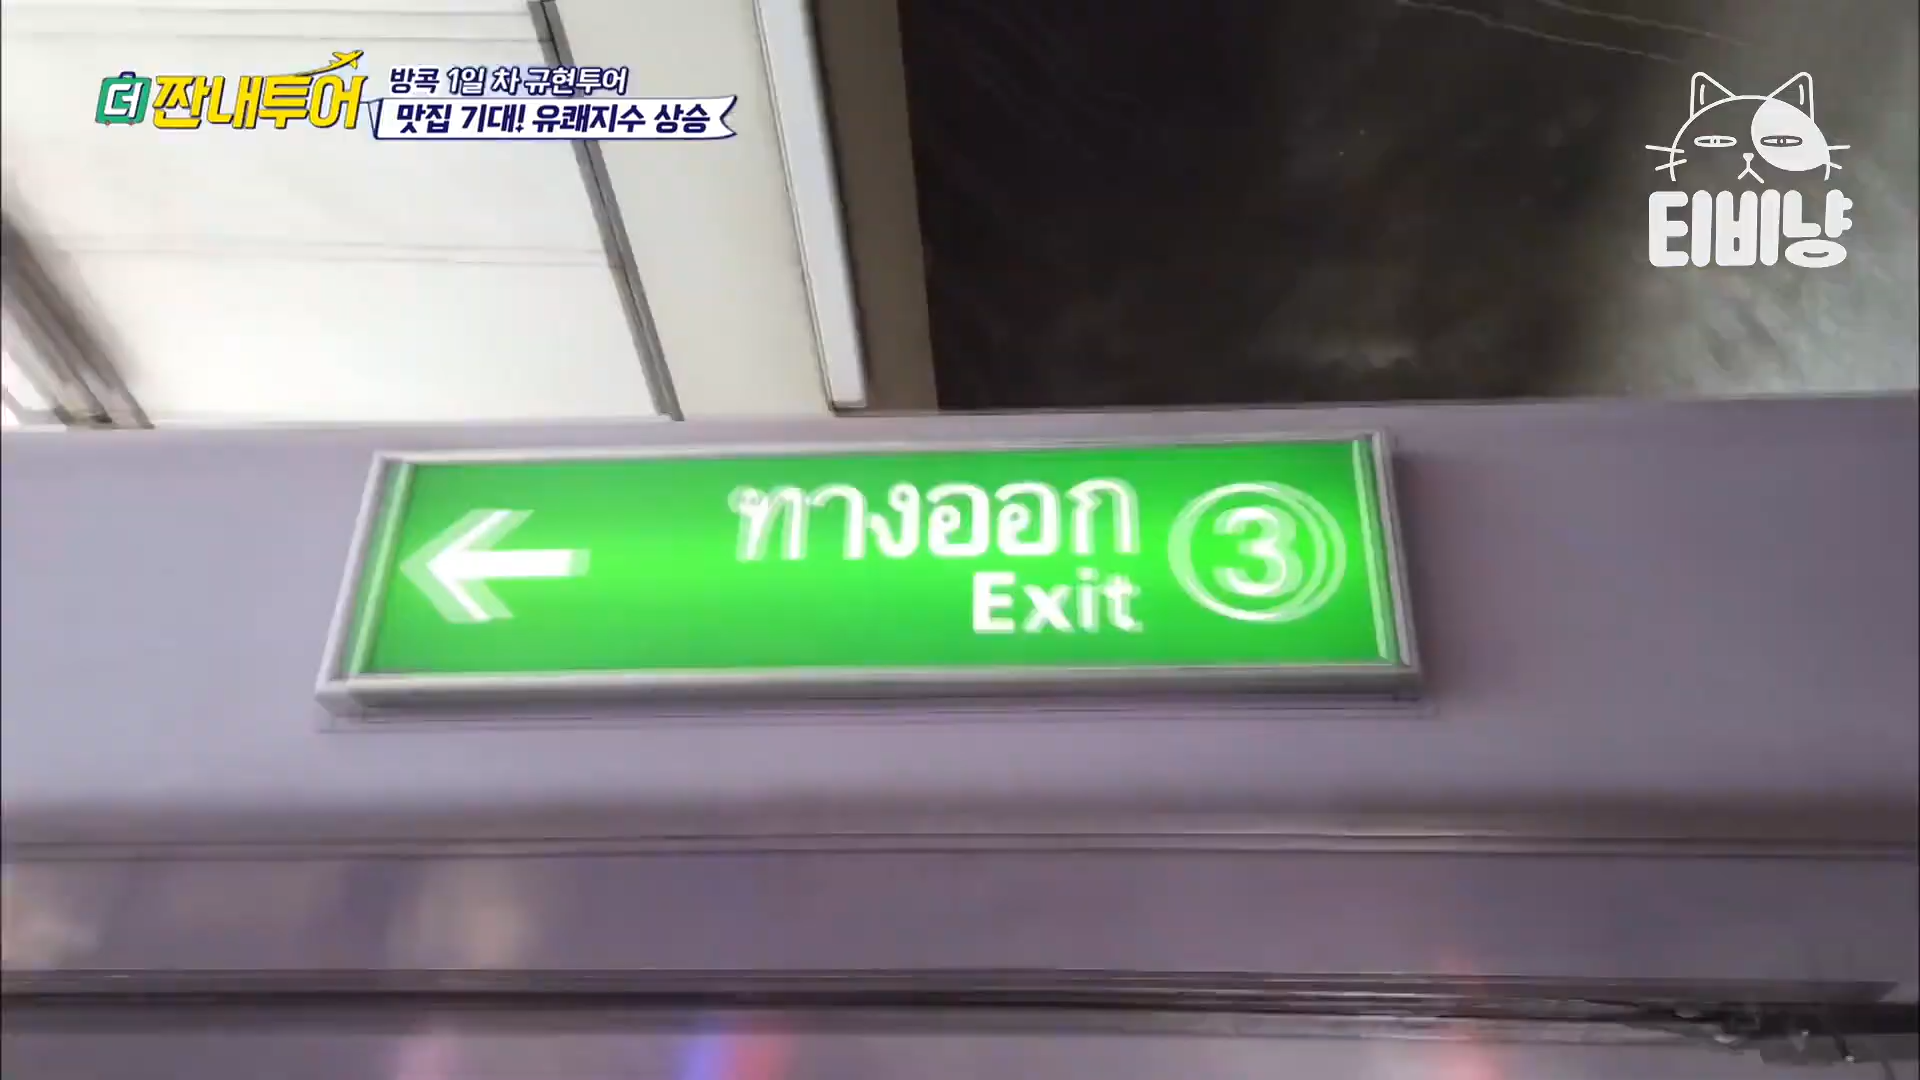 더 짠내투어
방콕 1일 차 규현투어
맛집 기대! 유쾌지수 상승
티비냥
ทางออก 3
Exit